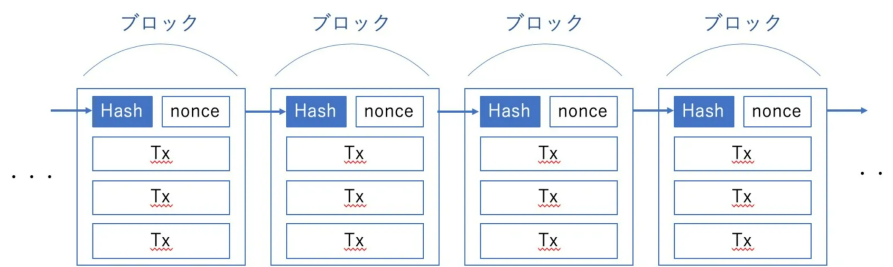 ブロック ブロック ブロック ブロック
Hash nonce Hash nonce Hash nonce Hash nonce
Tx Tx Tx Tx
. . . Tx Tx Tx Tx . .
Tx Tx Tx Tx